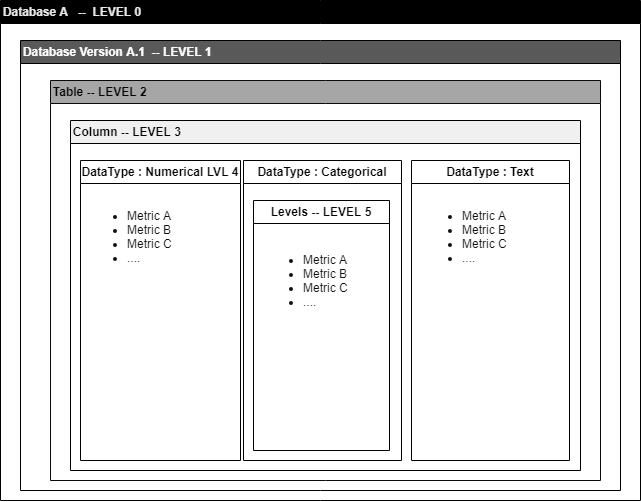 Database A -- LEVEL 0
Database Version A.1 -- LEVEL 1
Table -- LEVEL 2
Column -- LEVEL 3
DataType : Numerical LVL 4
DataType : Categorical
DataType : Text
Levels -- LEVEL 5
• Metric A
• Metric B
• Metric C
• ....
• Metric A
• Metric B
• Metric C
• ....
• Metric A
• Metric B
• Metric C
• ....